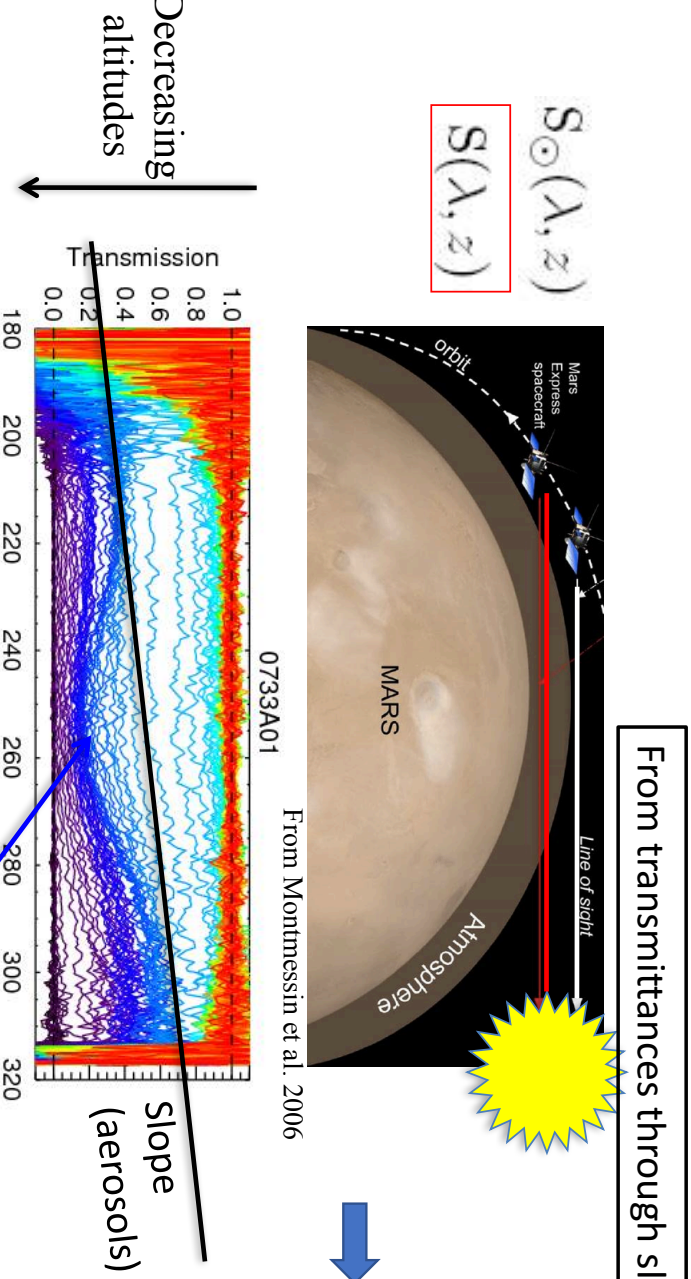 From transmittances through sl
S⊙(λ, z)
S(λ, z)
Mars
Express
spacecraft
orbit
Line of sight
MARS
Atmosphere
From Montmessin et al. 2006
0733A01
Decreasing
altitudes
Transmission
1.0
0.8
0.6
0.4
0.2
0.0
180 200 220 240 260 280 300 320
Slope
(aerosols)